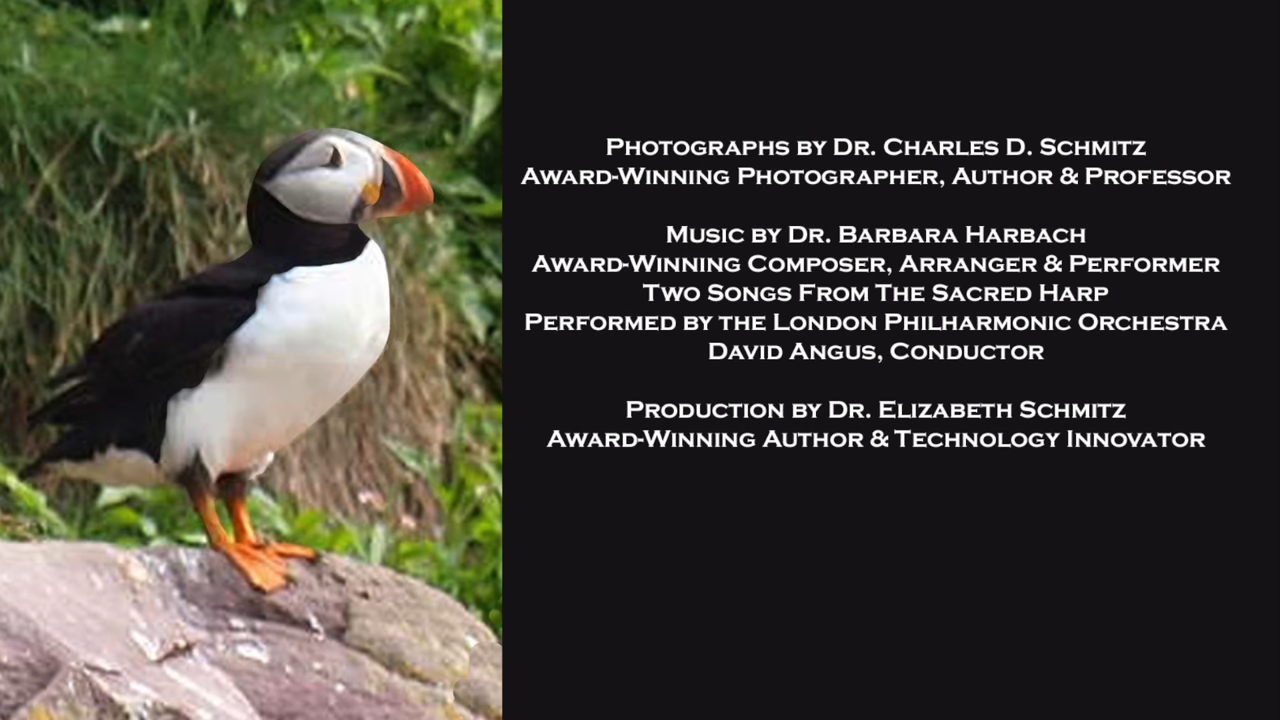 Photographs by Dr. Charles D. Schmitz
Award-Winning Photographer, Author & Professor
Music by Dr. Barbara Harbach
Award-Winning Composer, Arranger & Performer
Two Songs From The Sacred Harp
Performed by the London Philharmonic Orchestra
David Angus, Conductor
Production by Dr. Elizabeth Schmitz
Award-Winning Author & Technology Innovator